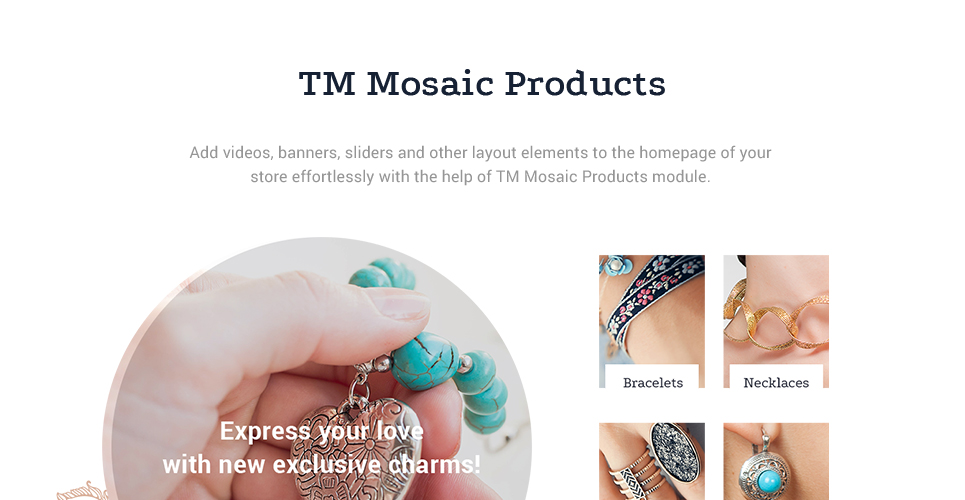 TM Mosaic Products
Add videos, banners, sliders and other layout elements to the homepage of your
store effortlessly with the help of TM Mosaic Products module.
Express your love
with new exclusive charms!
Bracelets
Necklaces